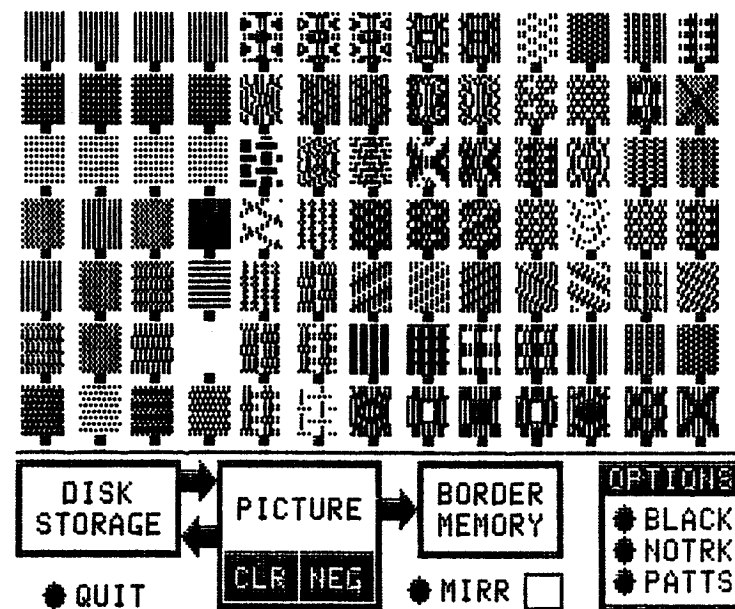 DISK
STORAGE
PICTURE
CLR NEG
BORDER
MEMORY
OPTIONS
BLACK
NOTRK
PATTS
QUIT
MIRR